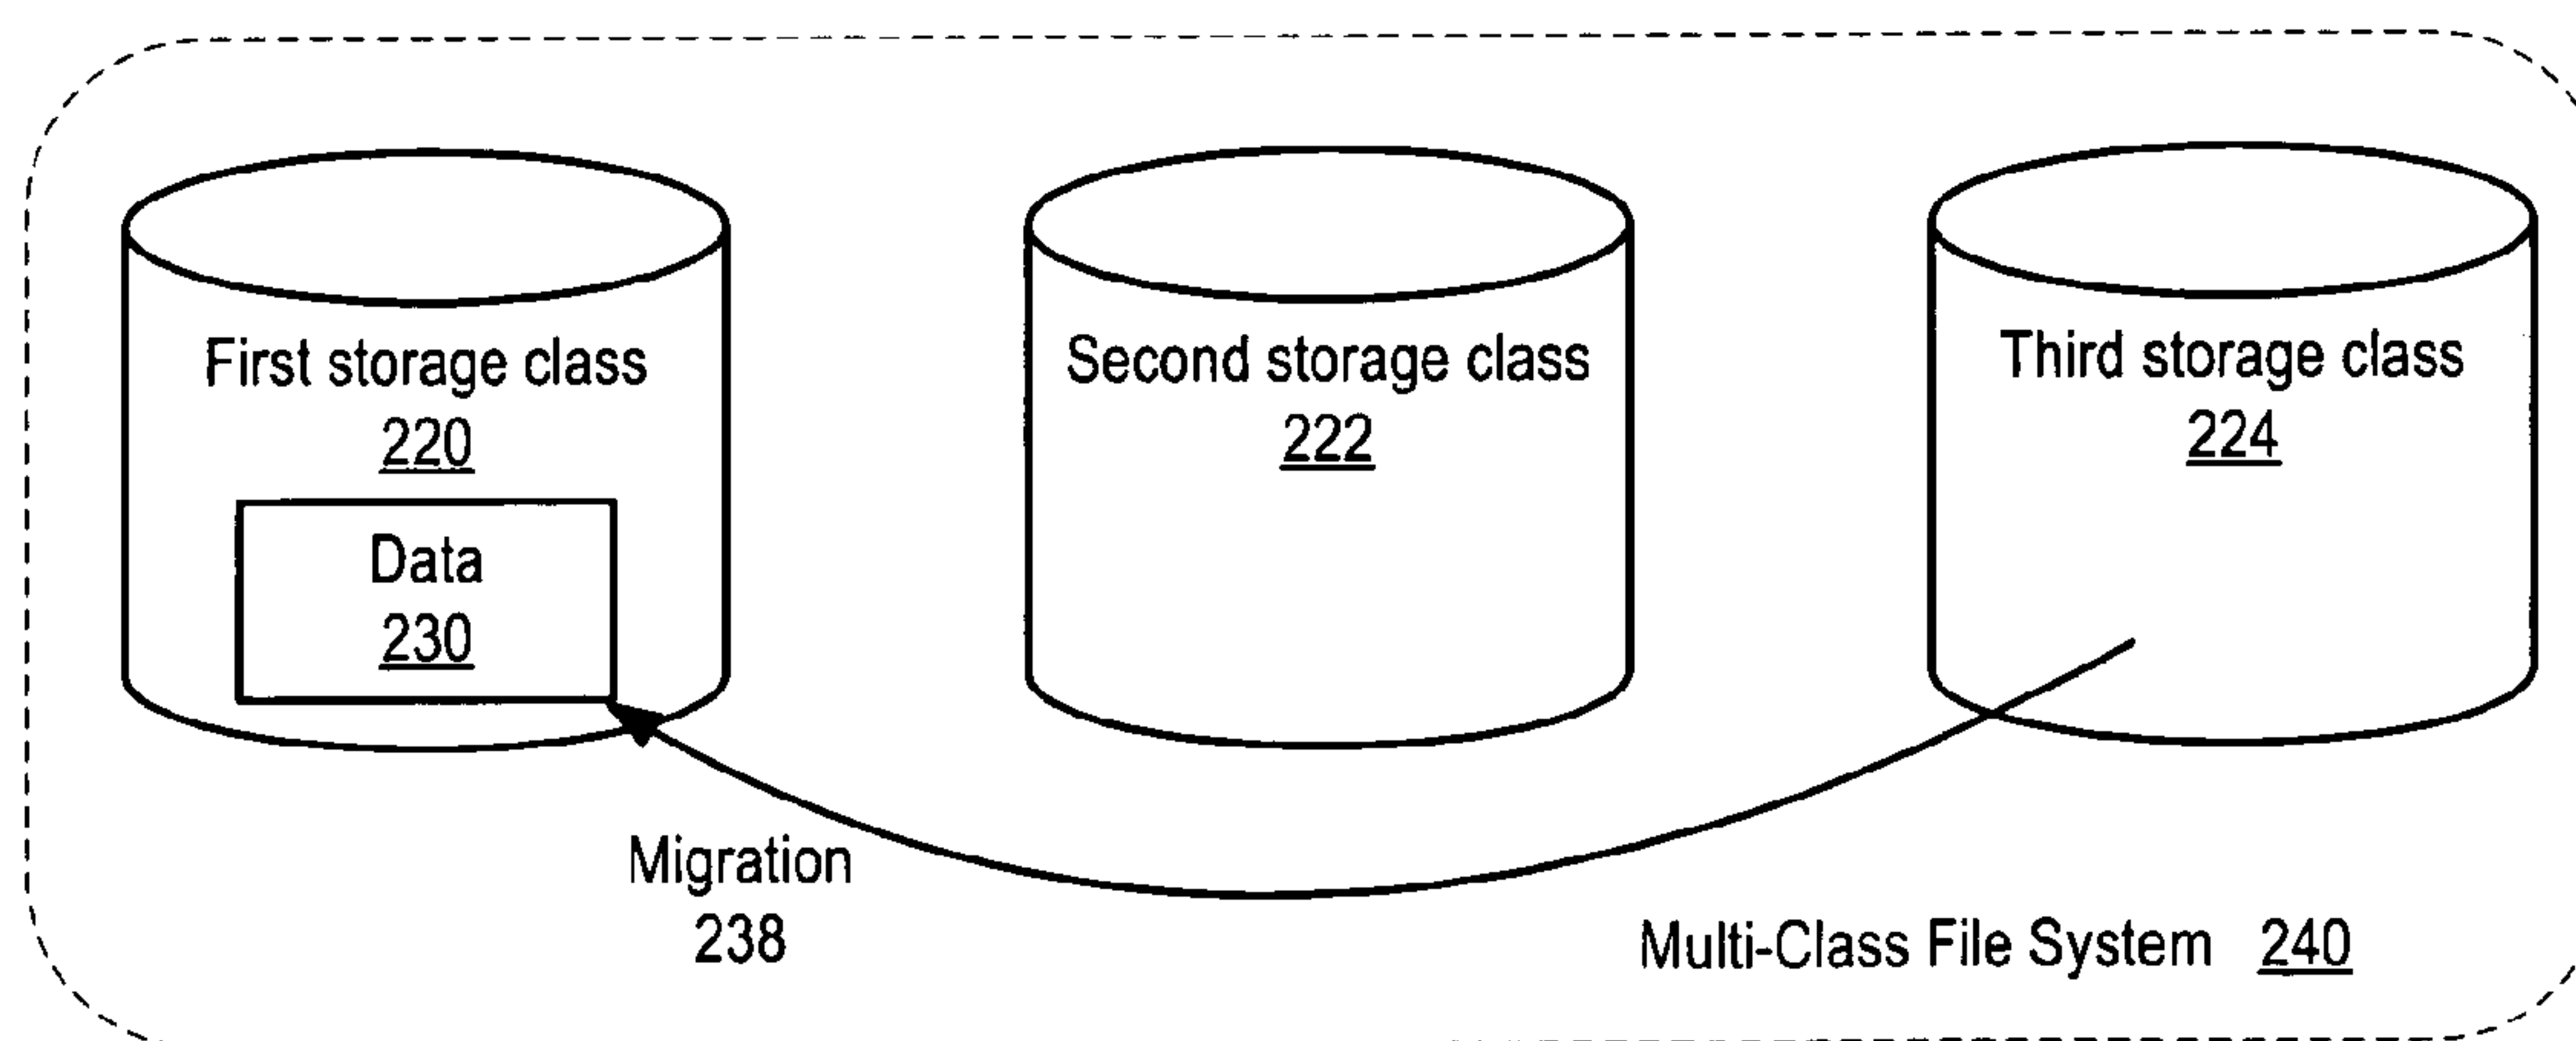 First storage class
220
Data
230
Second storage class
222
Third storage class
224
Migration
238
Multi-Class File System 240